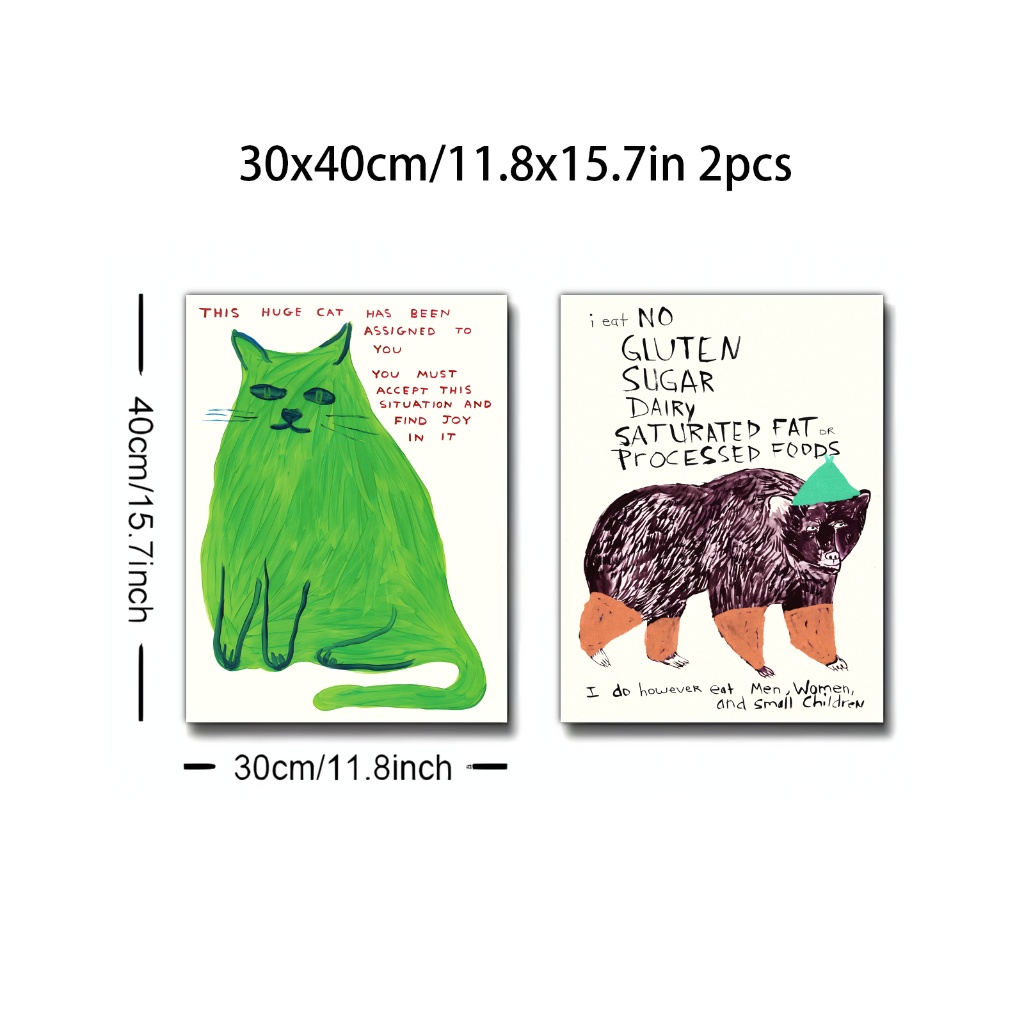 30x40cm/11.8x15.7in 2pcs
40cm/15.7inch
THIS HUGE CAT HAS BEEN
ASSIGNED TO
YOU
YOU MUST
ACCEPT THIS
SITUATION AND
FIND JOY
IN IT
i eat NO
GLUTEN
SUGAR
DAIRY
SATURATED FAT OR
PROCESSED FOODS
I do however eat Men, Women,
and Small Children
30cm/11.8inch